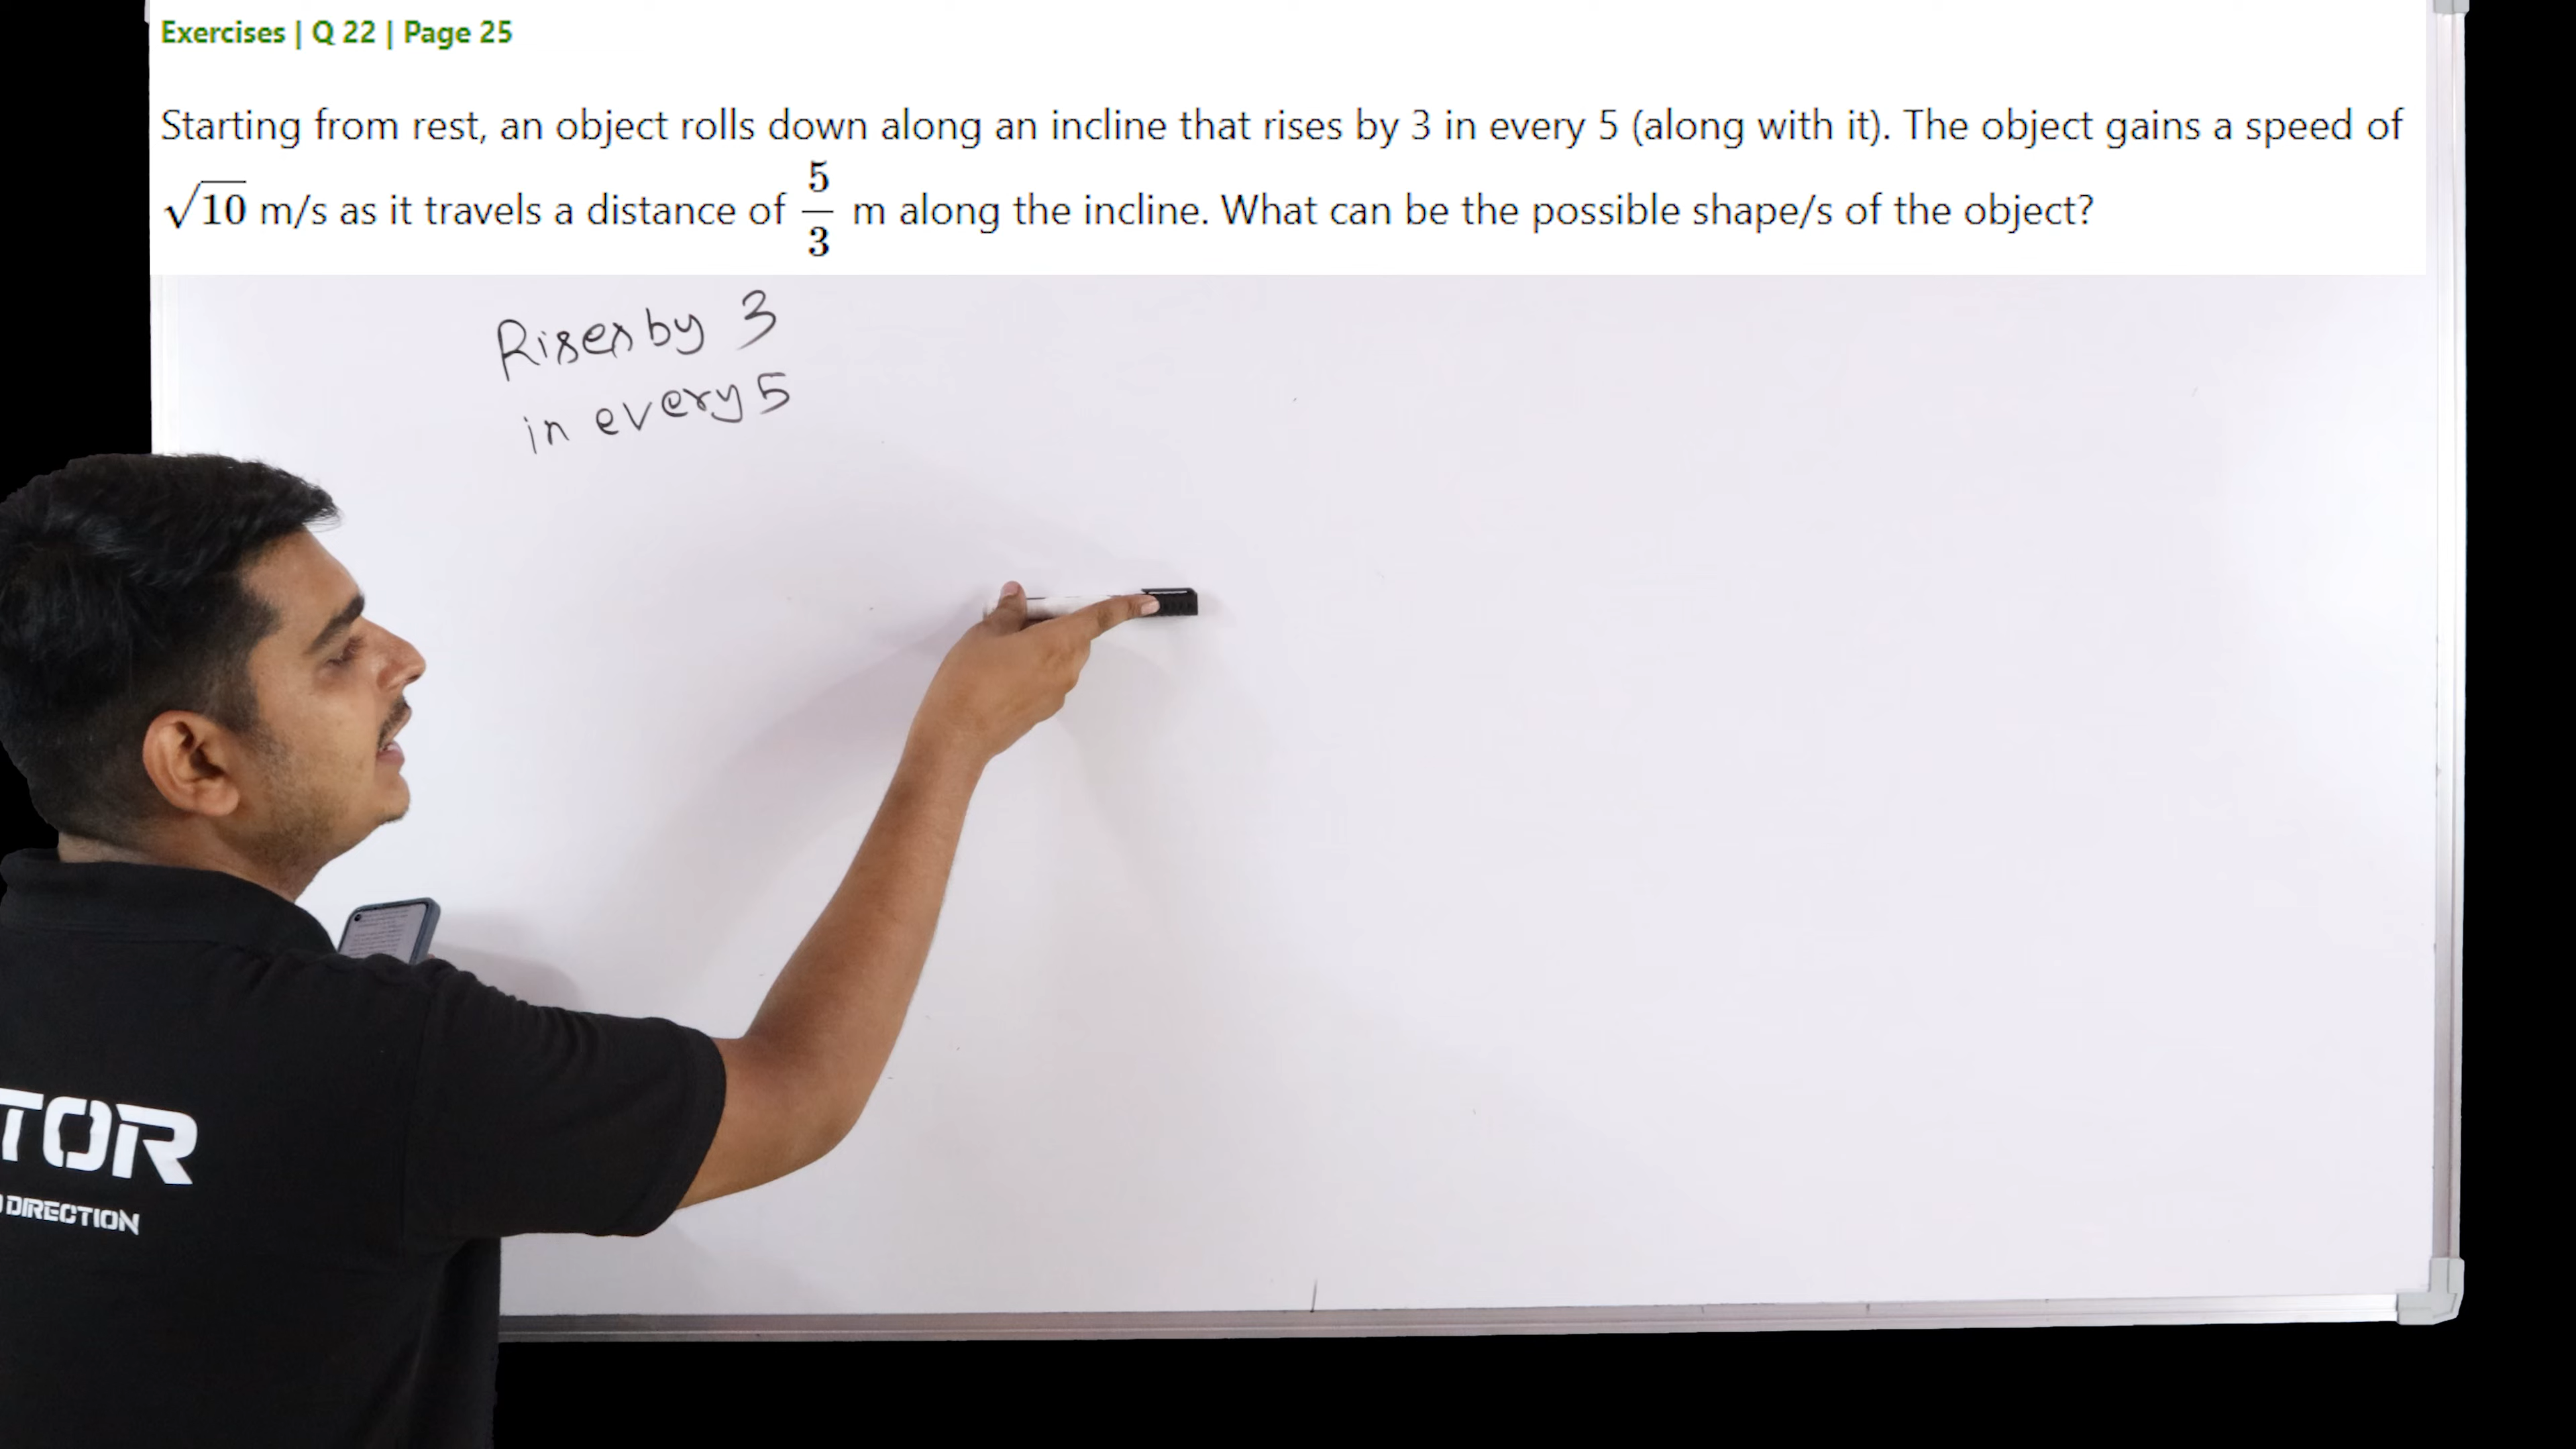 Exercises | Q 22 | Page 25
Starting from rest, an object rolls down along an incline that rises by 3 in every 5 (along with it). The object gains a speed of
√10 m/s as it travels a distance of 5/3 m along the incline. What can be the possible shape/s of the object?
Rises by 3
in every 5
TOR
DIRECTION